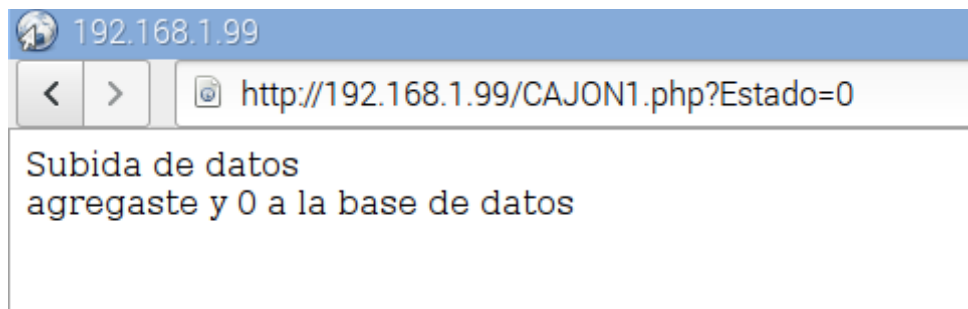 192.168.1.99
http://192.168.1.99/CAJON1.php?Estado=0
Subida de datos
agregaste y 0 a la base de datos